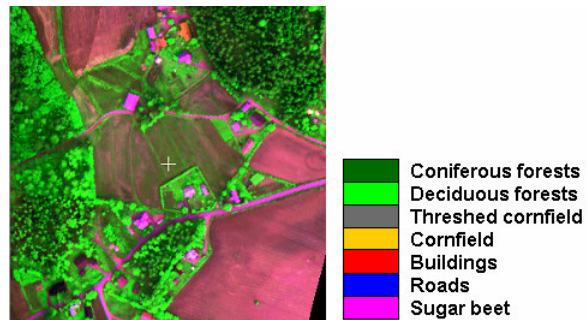 Coniferous forests
Deciduous forests
Threshed cornfield
Cornfield
Buildings
Roads
Sugar beet